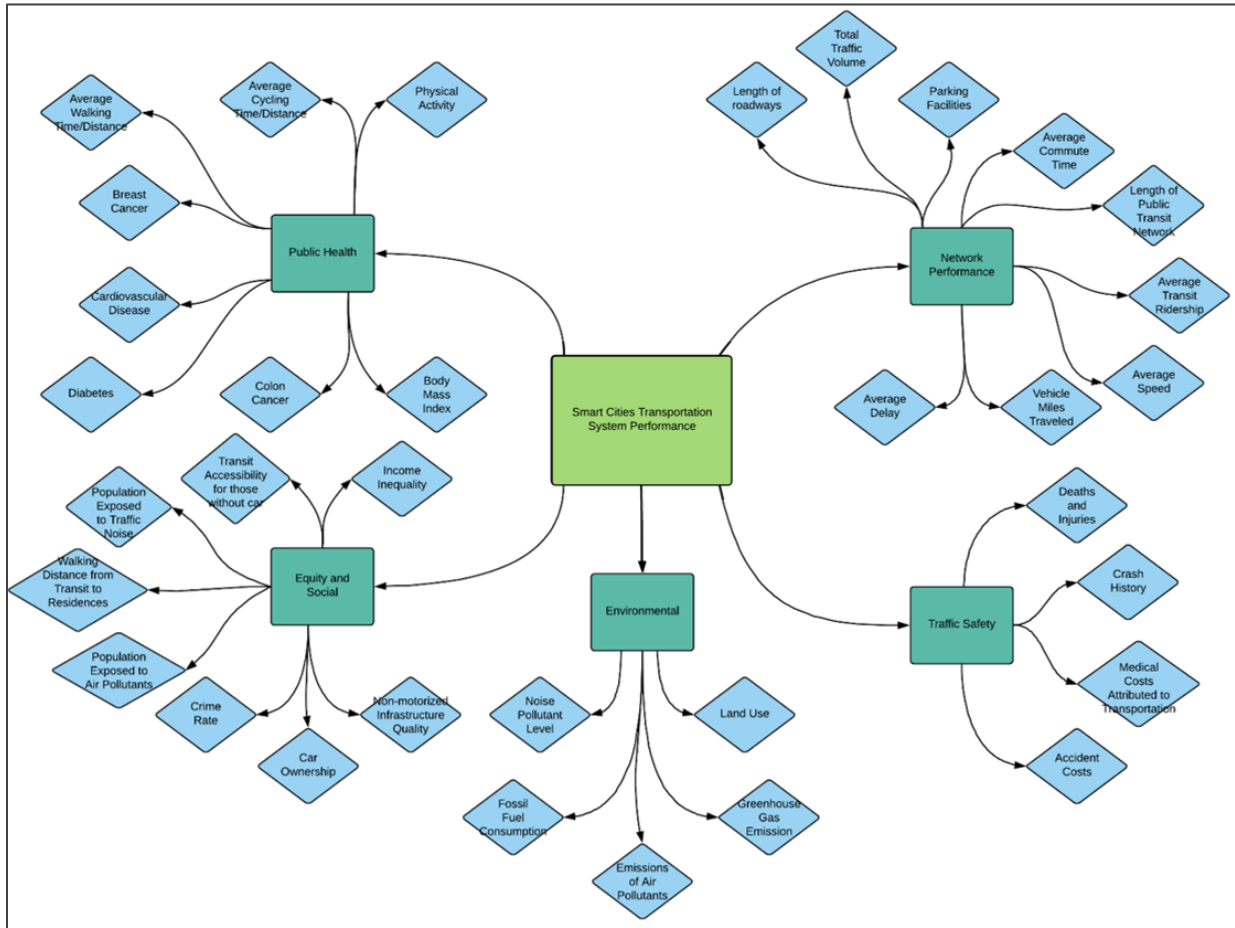 Total
Traffic
Volume
Average
Walking
Time/Distance
Average
Cycling
Time/Distance
Physical
Activity
Length of
roadways
Parking
Facilities
Average
Commute
Time
Breast
Cancer
Length of
Public
Transit
Network
Public Health
Network
Performance
Cardiovascular
Disease
Average
Transit
Ridership
Diabetes
Colon
Cancer
Body
Mass
Index
Smart Cities Transportation
System Performance
Average
Delay
Vehicle
Miles
Traveled
Average
Speed
Transit
Accessibility
for those
without car
Income
Inequality
Population
Exposed
to Traffic
Noise
Deaths
and
Injuries
Walking
Distance from
Transit to
Residences
Equity and
Social
Environmental
Crash
History
Traffic Safety
Population
Exposed to
Air Pollutants
Medical
Costs
Attributed to
Transportation
Crime
Rate
Non-motorized
Infrastructure
Quality
Noise
Pollutant
Level
Land Use
Car
Ownership
Accident
Costs
Fossil
Fuel
Consumption
Greenhouse
Gas
Emission
Emissions
of Air
Pollutants